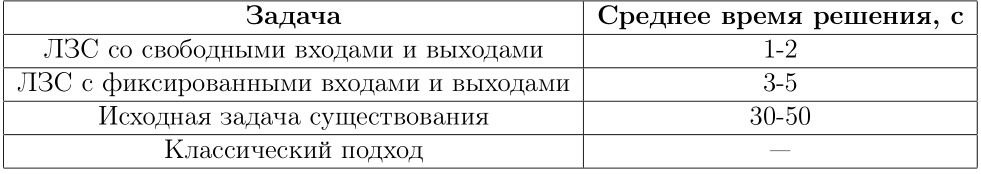 Задача Среднее время решения, с
ЛЗС со свободными входами и выходами 1-2
ЛЗС с фиксированными входами и выходами 3-5
Исходная задача существования 30-50
Классический подход —